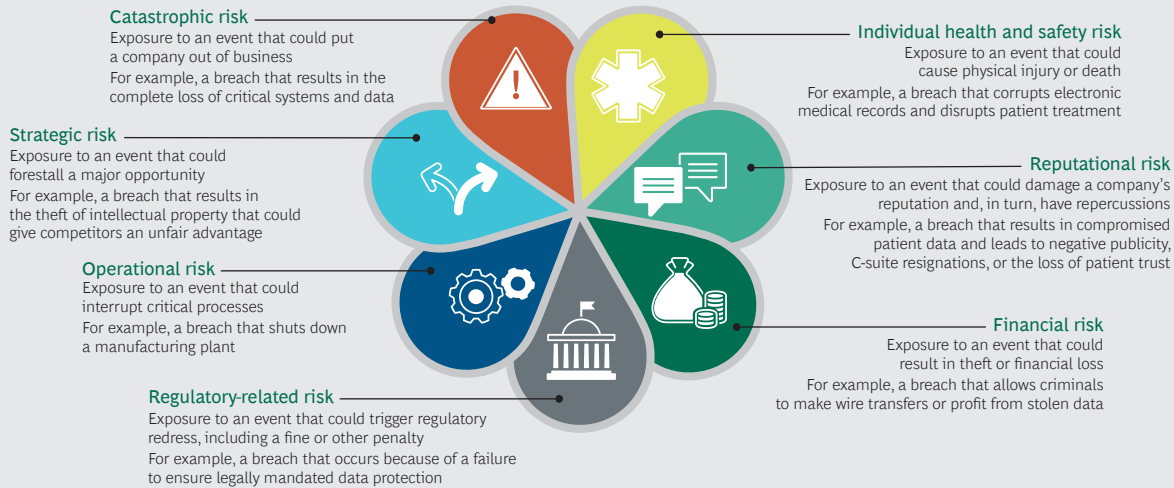 Catastrophic risk
Exposure to an event that could put
a company out of business
For example, a breach that results in the
complete loss of critical systems and data
Individual health and safety risk
Exposure to an event that could
cause physical injury or death
For example, a breach that corrupts electronic
medical records and disrupts patient treatment
Strategic risk
Exposure to an event that could
forestall a major opportunity
For example, a breach that results in
the theft of intellectual property that could
give competitors an unfair advantage
Reputational risk
Exposure to an event that could damage a company's
reputation and, in turn, have repercussions
For example, a breach that results in compromised
patient data and leads to negative publicity,
C-suite resignations, or the loss of patient trust
Operational risk
Exposure to an event that could
interrupt critical processes
For example, a breach that shuts down
a manufacturing plant
Financial risk
Exposure to an event that could
result in theft or financial loss
For example, a breach that allows criminals
to make wire transfers or profit from stolen data
Regulatory-related risk
Exposure to an event that could trigger regulatory
redress, including a fine or other penalty
For example, a breach that occurs because of a failure
to ensure legally mandated data protection